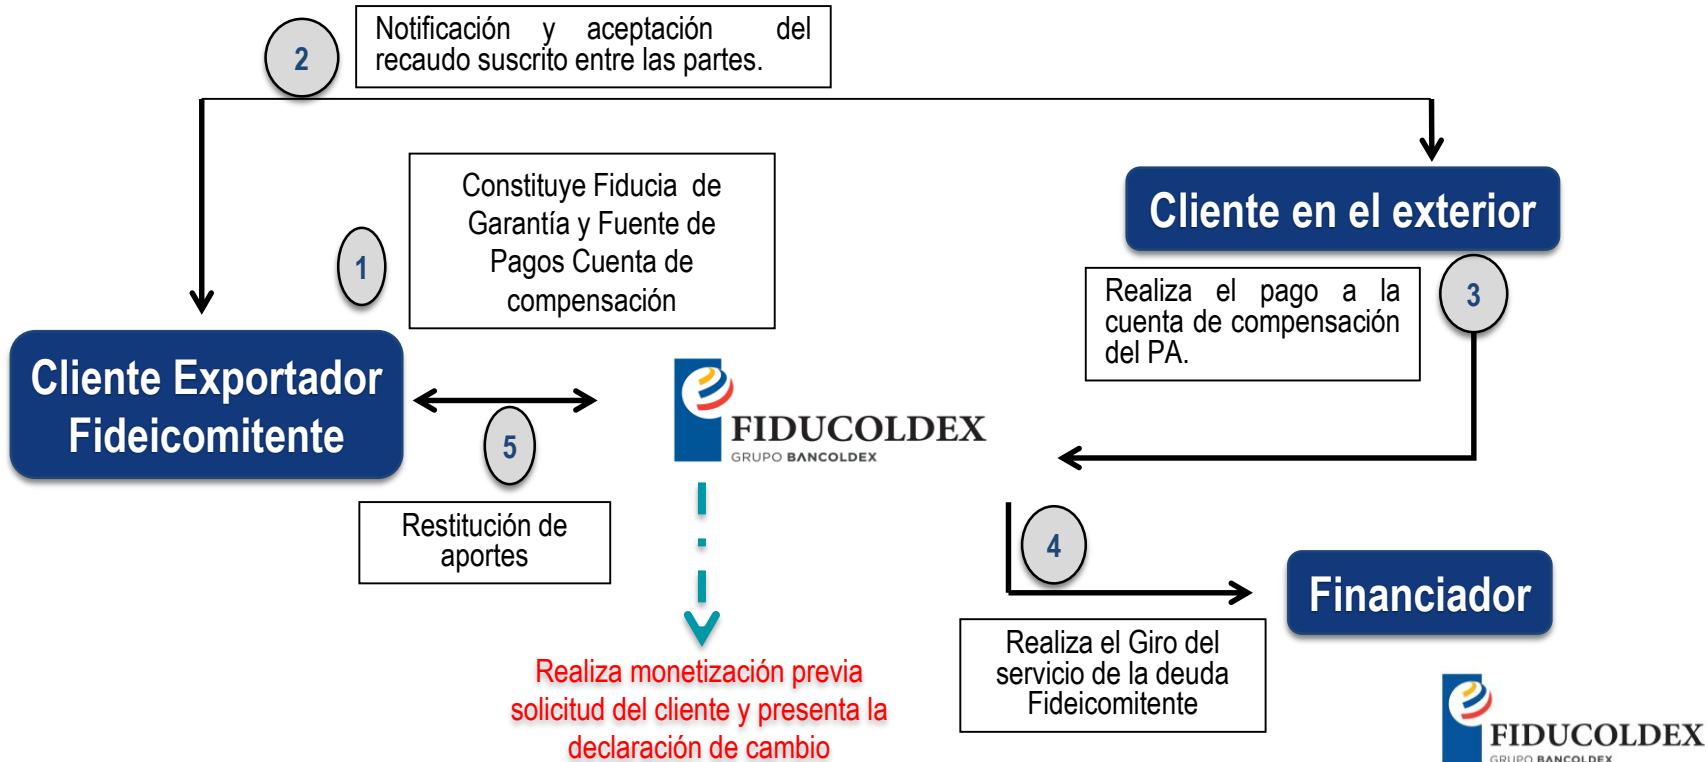 2
Notificación y aceptación del
recaudo suscrito entre las partes.
1
Constituye Fiducia de
Garantía y Fuente de
Pagos Cuenta de
compensación
Cliente en el exterior
3
Realiza el pago a la
cuenta de compensación
del PA.
Cliente Exportador
Fideicomitente
5
Restitución de
aportes
FIDUCOLDEX
GRUPO BANCOLDEX
4
Realiza el Giro del
servicio de la deuda
Fideicomitente
Financiador
Realiza monetización previa
solicitud del cliente y presenta la
declaración de cambio
FIDUCOLDEX
GRUPO BANCOLDEX